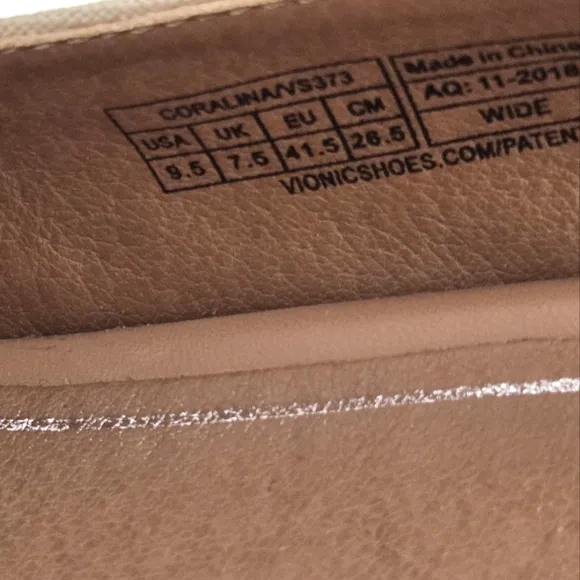 CORALINA/VS373
USA UK EU CM
9.5 7.5 41.5 26.5
Made in China
AQ: 11-2018
WIDE
VIONICSHOES.COM/PATEN